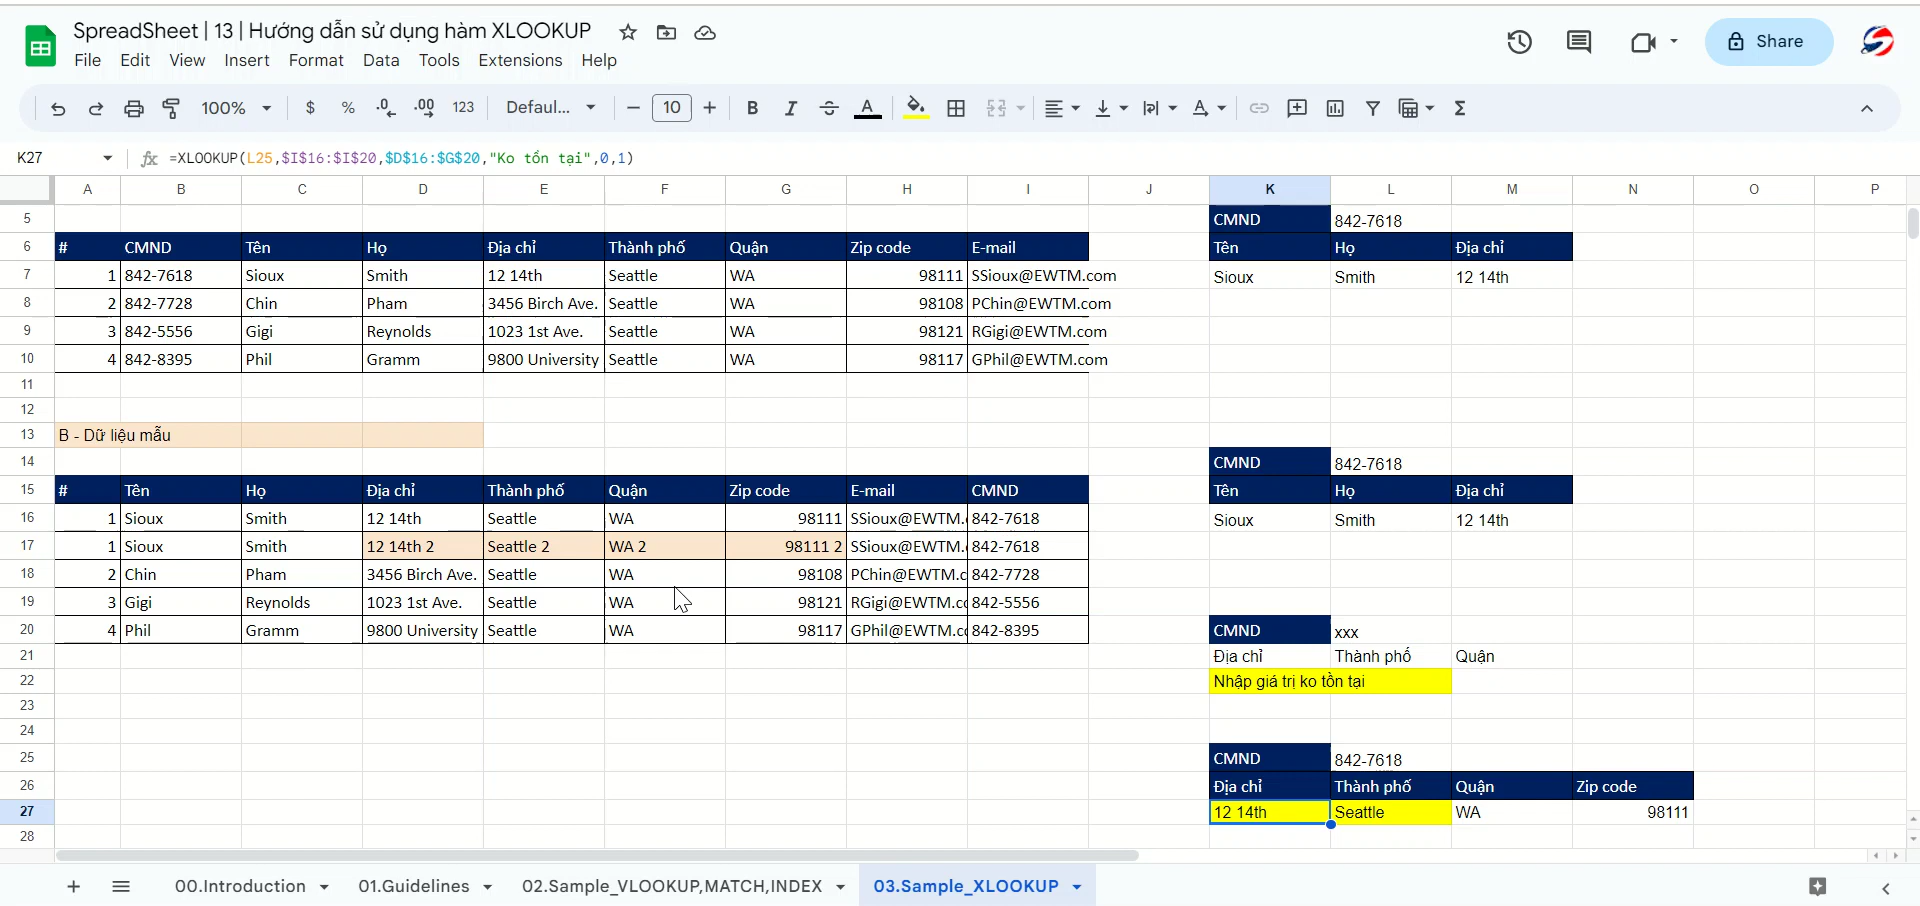 SpreadSheet | 13 | Hướng dẫn sử dụng hàm XLOOKUP
File Edit View Insert Format Data Tools Extensions Help
Share
100% $ % .0 .00 123 Defaul... 10 B I A A Σ
K27 fx =XLOOKUP(L25,$I$16:$I$20,$D$16:$G$20,"Ko tồn tại",0,1)
A B C D E F G H I J K L M N O P
5 CMND 842-7618
6 # CMND Tên Họ Địa chỉ Thành phố Quận Zip code E-mail Tên Họ Địa chỉ
7 1 842-7618 Sioux Smith 12 14th Seattle WA 98111 SSioux@EWTM.com Sioux Smith 12 14th
8 2 842-7728 Chin Pham 3456 Birch Ave. Seattle WA 98108 PChin@EWTM.com
9 3 842-5556 Gigi Reynolds 1023 1st Ave. Seattle WA 98121 RGigi@EWTM.com
10 4 842-8395 Phil Gramm 9800 University Seattle WA 98117 GPhil@EWTM.com
11
12
13 B - Dữ liệu mẫu
14 CMND 842-7618
15 # Tên Họ Địa chỉ Thành phố Quận Zip code E-mail CMND Tên Họ Địa chỉ
16 1 Sioux Smith 12 14th Seattle WA 98111 SSioux@EWTM. 842-7618 Sioux Smith 12 14th
17 1 Sioux Smith 12 14th 2 Seattle 2 WA 2 98111 2 SSioux@EWTM. 842-7618
18 2 Chin Pham 3456 Birch Ave. Seattle WA 98108 PChin@EWTM.c 842-7728
19 3 Gigi Reynolds 1023 1st Ave. Seattle WA 98121 RGigi@EWTM.co 842-5556
20 4 Phil Gramm 9800 University Seattle WA 98117 GPhil@EWTM.co 842-8395 CMND xxx
21 Địa chỉ Thành phố Quận
22 Nhập giá trị ko tồn tại
23
24
25 CMND 842-7618
26 Địa chỉ Thành phố Quận Zip code
27 12 14th Seattle WA 98111
28
00.Introduction 01.Guidelines 02.Sample_VLOOKUP,MATCH,INDEX 03.Sample_XLOOKUP